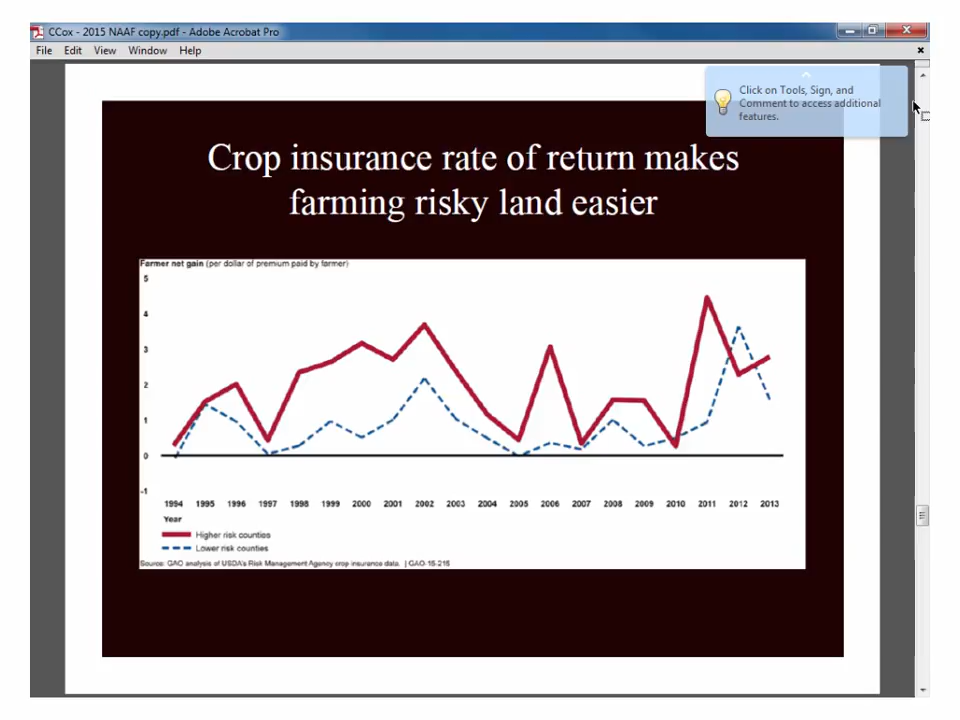 CCox - 2015 NAAF copy.pdf - Adobe Acrobat Pro
File Edit View Window Help
Click on Tools, Sign, and
Comment to access additional
features.
Crop insurance rate of return makes
farming risky land easier
Farmer net gain (per dollar of premium paid by farmer)
5
4
3
2
1
0
-1
1994 1995 1996 1997 1998 1999 2000 2001 2002 2003 2004 2005 2006 2007 2008 2009 2010 2011 2012 2013
Year
Higher risk counties
Lower risk counties
Source: GAO analysis of USDA's Risk Management Agency crop insurance data. | GAO-15-215